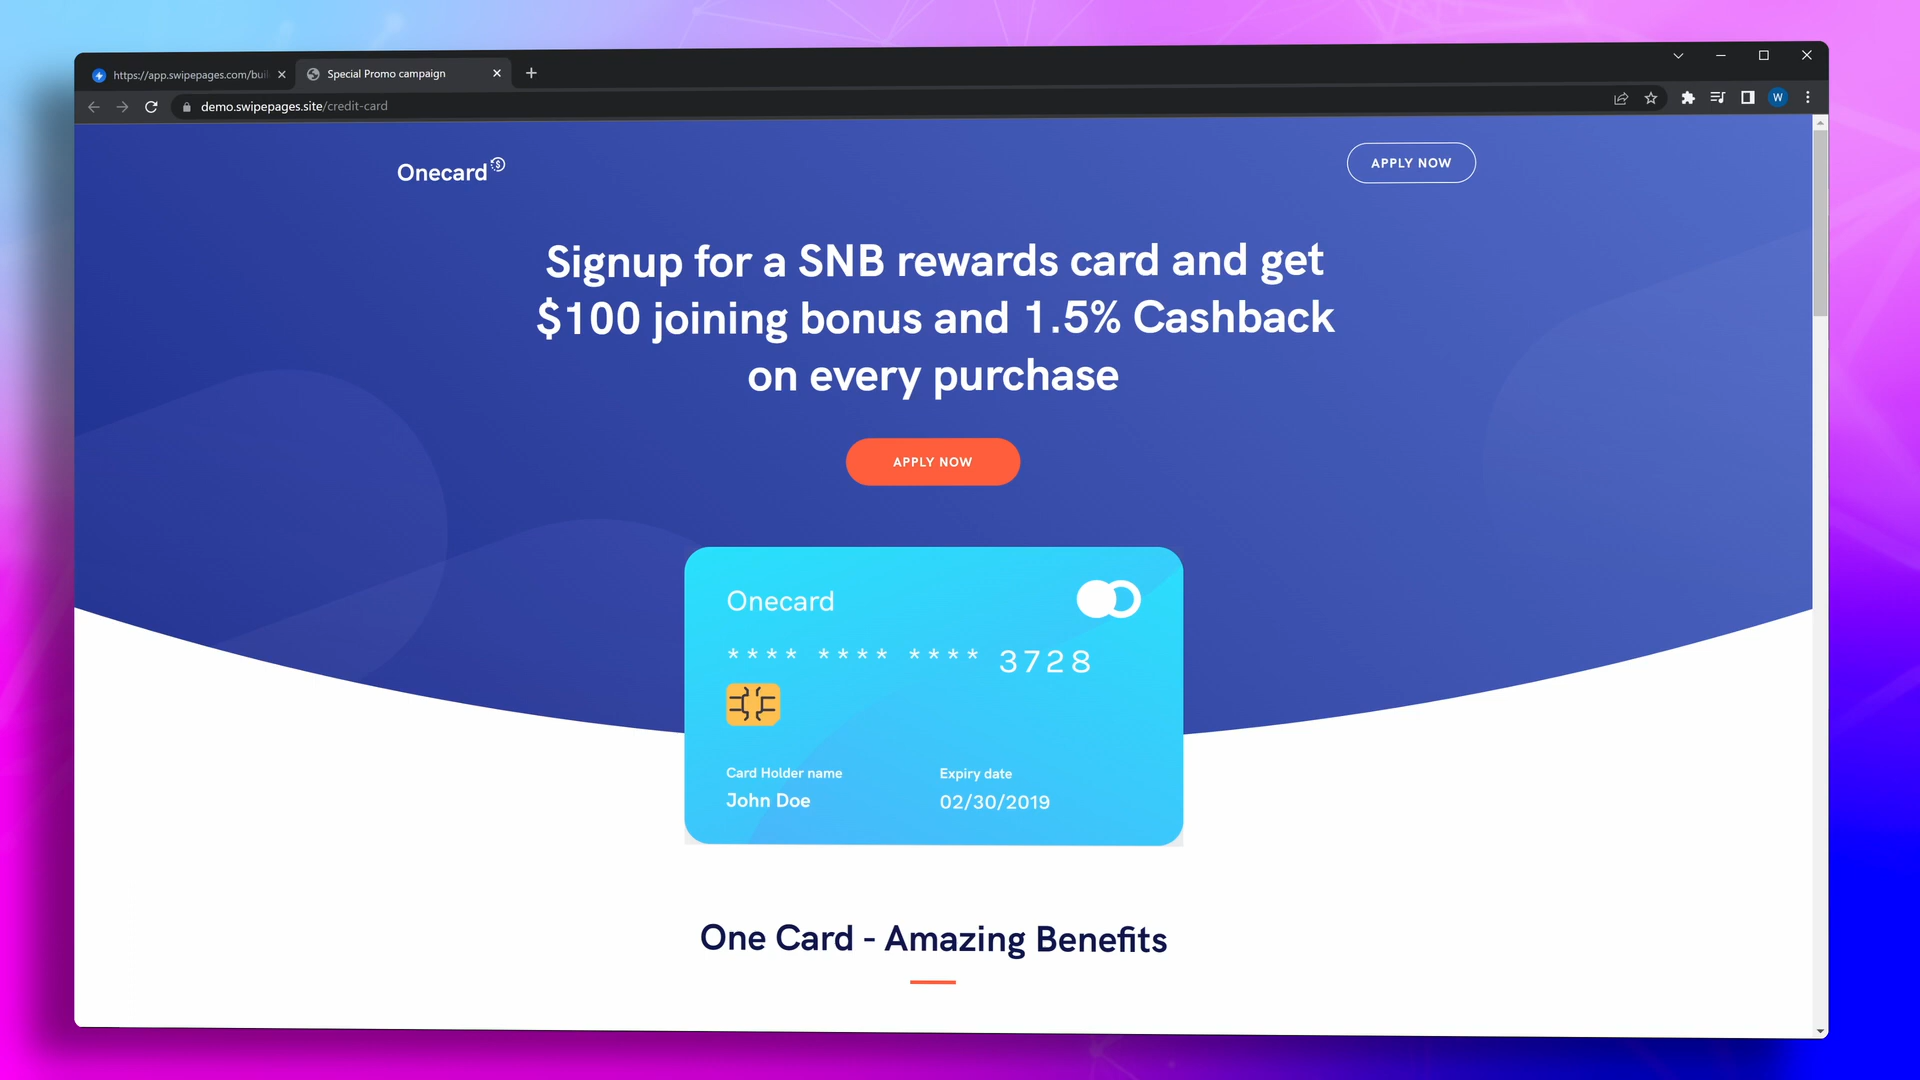 https://app.swipepages.com/bui
Special Promo campaign
demo.swipepages.site/credit-card
W
Onecard
APPLY NOW
Signup for a SNB rewards card and get
$100 joining bonus and 1.5% Cashback
on every purchase
APPLY NOW
Onecard
**** **** **** 3728
Card Holder name
Expiry date
John Doe
02/30/2019
One Card - Amazing Benefits